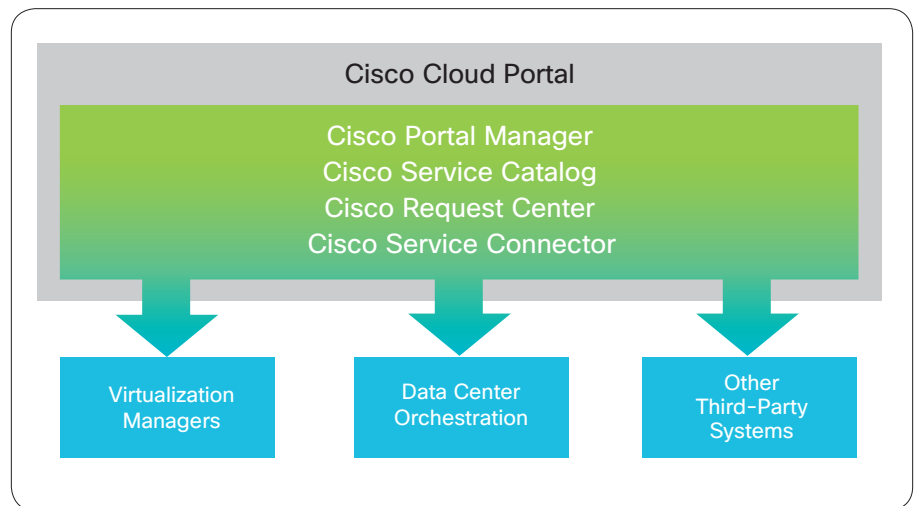 Cisco Cloud Portal
Cisco Portal Manager
Cisco Service Catalog
Cisco Request Center
Cisco Service Connector
Virtualization
Managers
Data Center
Orchestration
Other
Third-Party
Systems